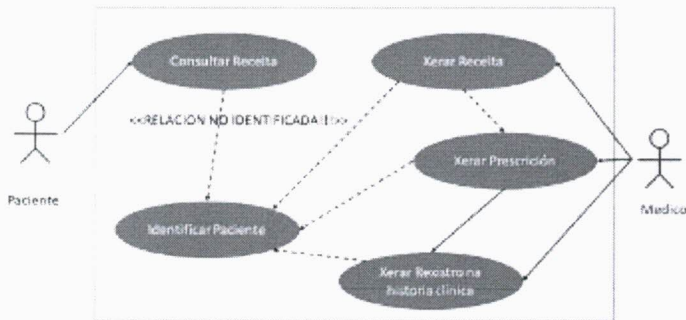 Consultar Receita
Xerar Receita
<<RELACION NO IDENTIFICADA!!!>>
Xerar Prescrición
Paciente
Medico
Identificar Paciente
Xerar Rexistro na
historia clínica